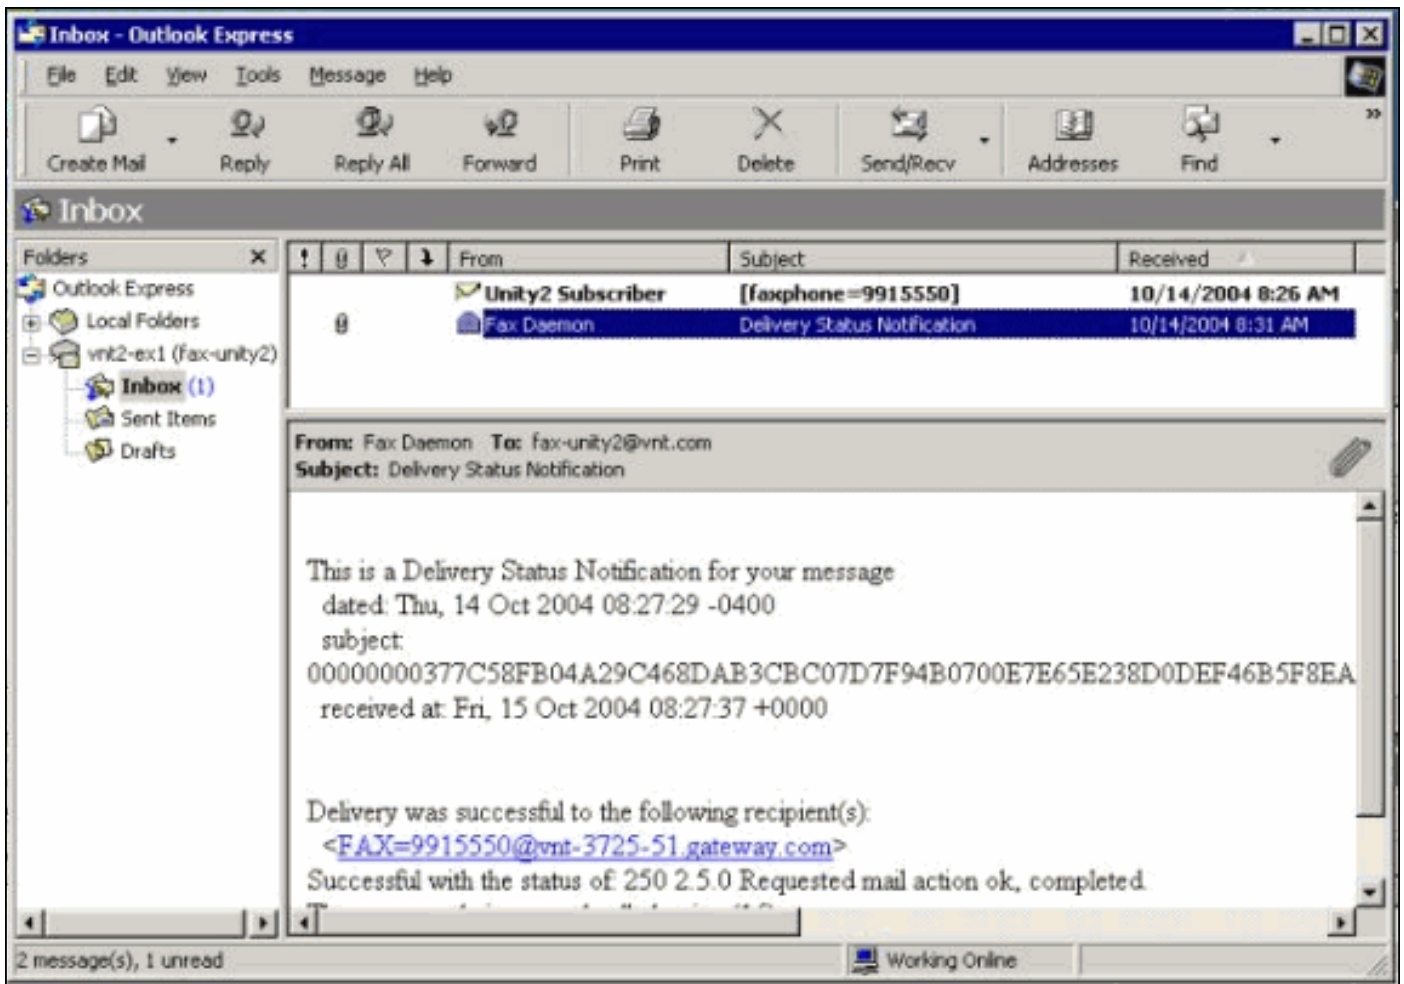 Inbox - Outlook Express
File Edit View Tools Message Help
Create Mail Reply Reply All Forward Print Delete Send/Recv Addresses Find
Inbox
Folders
Outlook Express
Local Folders
vnt2-ex1 (fax-unity2)
Inbox (1)
Sent Items
Drafts
! From Subject Received
Unity2 Subscriber [faxphone=9915550] 10/14/2004 8:26 AM
Fax Daemon Delivery Status Notification 10/14/2004 8:31 AM
From: Fax Daemon To: fax-unity2@vnt.com
Subject: Delivery Status Notification
This is a Delivery Status Notification for your message
dated: Thu, 14 Oct 2004 08:27:29 -0400
subject:
00000000377C58FB04A29C468DAB3CBC07D7F94B0700E7E65E238D0DEF46B5F8EA
received at: Fri, 15 Oct 2004 08:27:37 +0000
Delivery was successful to the following recipient(s):
<FAX=9915550@vnt-3725-51.gateway.com>
Successful with the status of: 250 2.5.0 Requested mail action ok, completed.
2 message(s), 1 unread
Working Online